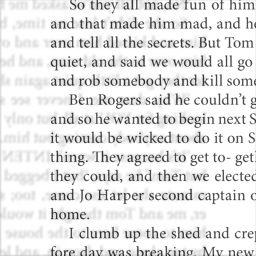 So they all made fun of him
and that made him mad, and he
and tell all the secrets. But Tom
quiet, and said we would all go
and rob somebody and kill some
Ben Rogers said he couldn't g
and so he wanted to begin next S
it would be wicked to do it on S
thing. They agreed to get to- get
they could, and then we elected
and Jo Harper second captain o
home.
I clumb up the shed and crep
fore day was breaking. My new